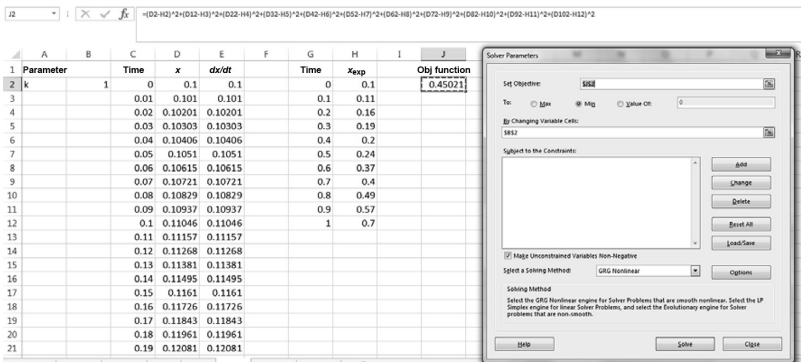 J2 fx =(D2-H2)^2+(D12-H3)^2+(D22-H4)^2+(D32-H5)^2+(D42-H6)^2+(D52-H7)^2+(D62-H8)^2+(D72-H9)^2+(D82-H10)^2+(D92-H11)^2+(D102-H12)^2
A B C D E F G H I J
1 Parameter Time x dx/dt Time xexp Obj function
2 k 1 0 0.1 0.1 0 0.1 0.45021
3 0.01 0.101 0.101 0.1 0.11
4 0.02 0.10201 0.10201 0.2 0.16
5 0.03 0.10303 0.10303 0.3 0.19
6 0.04 0.10406 0.10406 0.4 0.2
7 0.05 0.1051 0.1051 0.5 0.24
8 0.06 0.10615 0.10615 0.6 0.37
9 0.07 0.10721 0.10721 0.7 0.4
10 0.08 0.10829 0.10829 0.8 0.49
11 0.09 0.10937 0.10937 0.9 0.57
12 0.1 0.11046 0.11046 1 0.7
13 0.11 0.11157 0.11157
14 0.12 0.11268 0.11268
15 0.13 0.11381 0.11381
16 0.14 0.11495 0.11495
17 0.15 0.1161 0.1161
18 0.16 0.11726 0.11726
19 0.17 0.11843 0.11843
20 0.18 0.11961 0.11961
21 0.19 0.12081 0.12081
Solver Parameters
Set Objective: $J$2
To: Max Min Value Of: 0
By Changing Variable Cells:
$B$2
Subject to the Constraints:
Add
Change
Delete
Reset All
Load/Save
Make Unconstrained Variables Non-Negative
Select a Solving Method: GRG Nonlinear Options
Solving Method
Select the GRG Nonlinear engine for Solver Problems that are smooth nonlinear. Select the LP
Simplex engine for linear Solver Problems, and select the Evolutionary engine for Solver
problems that are non-smooth.
Help Solve Close